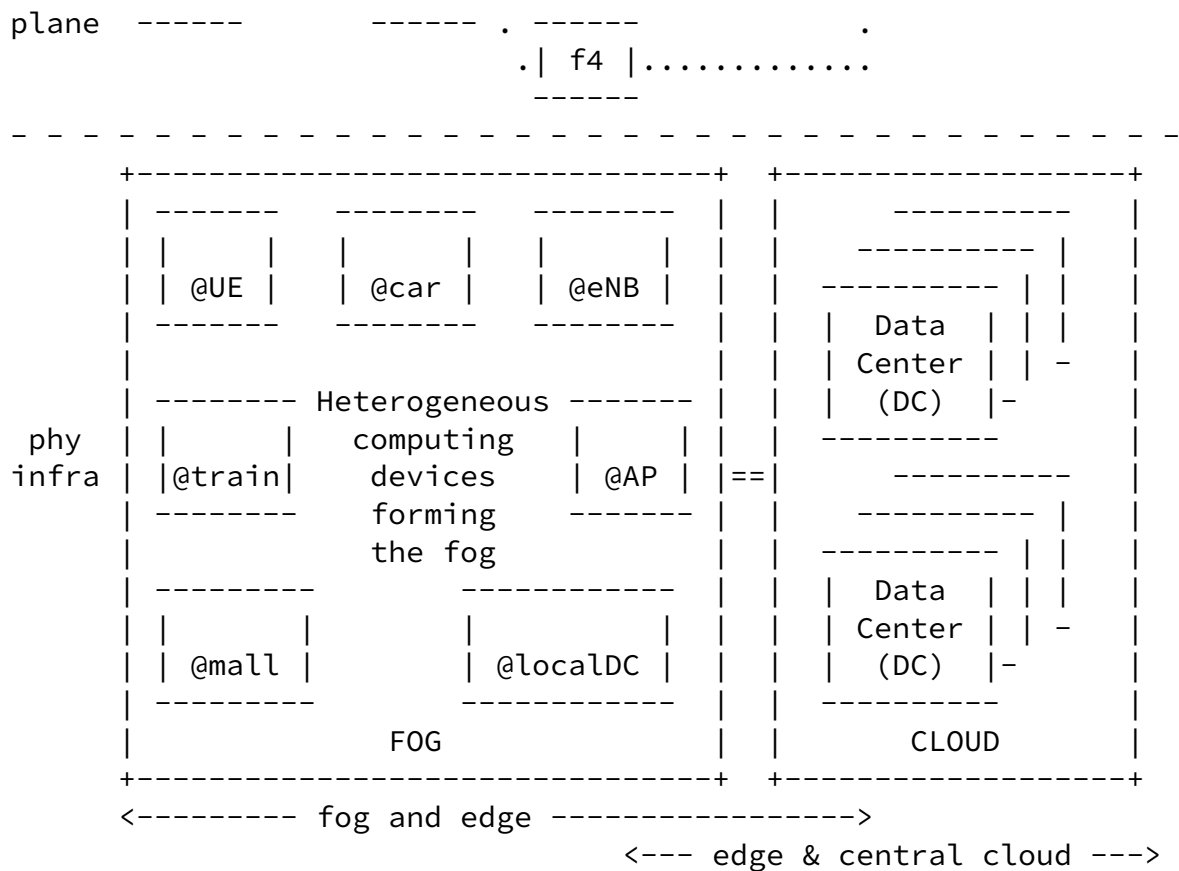 plane  ------       ------ .  ------             .
                            .| f4 |.............
                             ------
- - - - - - - - - - - - - - - - - - - - - - - - - - - - - - - - -
      +--------------------------------+  +-------------------+
      | -------   --------   --------  |  |      ----------   |
      | |     |   |      |   |      |  |  |    ---------- |   |
      | | @UE |   | @car |   | @eNB |  |  |  ---------- | |   |
      | -------   --------   --------  |  |  |  Data  | | |   |
      |                                |  |  | Center | | -   |
      | -------- Heterogeneous ------- |  |  |  (DC)  |-      |
 phy  | |      |   computing   |     | |  |  ----------       |
infra | |@train|    devices    | @AP | |==|      ----------   |
      | --------    forming    ------- |  |    ---------- |   |
      |             the fog            |  |  ---------- | |   |
      | ---------        ------------  |  |  |  Data  | | |   |
      | |       |        |          |  |  |  | Center | | -   |
      | | @mall |        | @localDC |  |  |  |  (DC)  |-      |
      | ---------        ------------  |  |  ----------       |
      |              FOG               |  |       CLOUD       |
      +--------------------------------+  +-------------------+
      <--------- fog and edge ----------------->
                                  <--- edge & central cloud --->